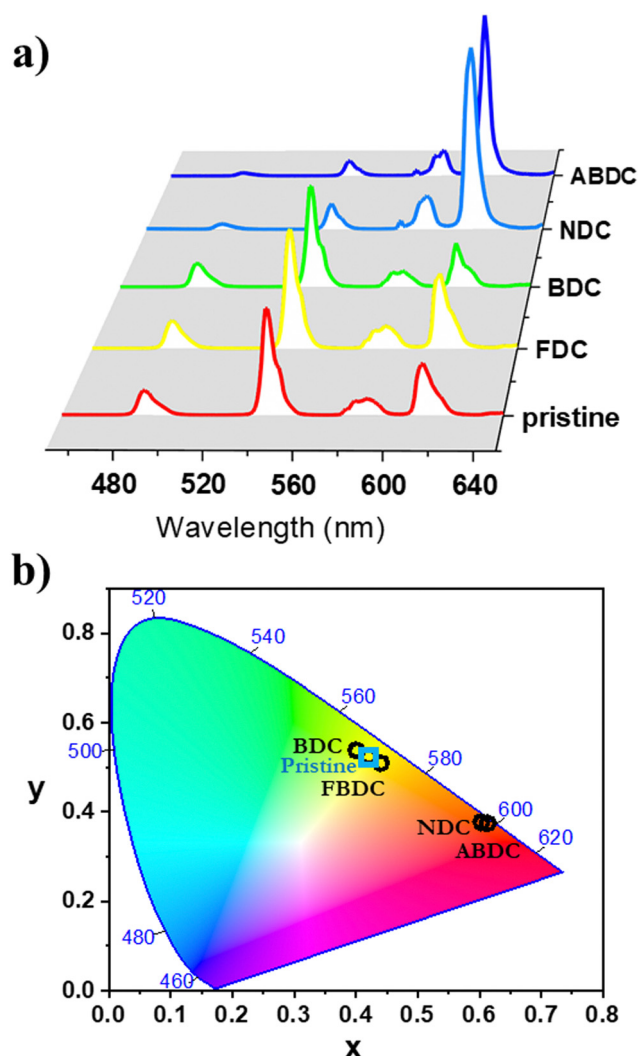 a)
ABDC
NDC
BDC
FDC
pristine
480 520 560 600 640
Wavelength (nm)
b)
520
540
0.8
560
0.6
BDC
580
500
Pristine
y
FBDC
0.4
NDC
600
ABDC
620
0.2
480
460
0.0
0.0 0.1 0.2 0.3 0.4 0.5 0.6 0.7 0.8
x